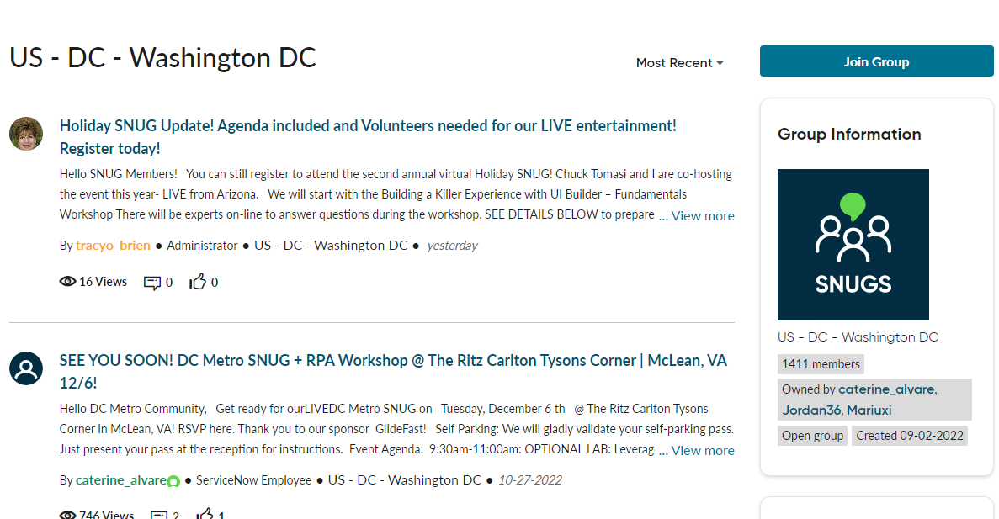 US - DC - Washington DC
Most Recent
Join Group
Holiday SNUG Update! Agenda included and Volunteers needed for our LIVE entertainment!
Register today!
Hello SNUG Members!   You can still register to attend the second annual virtual Holiday SNUG! Chuck Tomasi and I are co-hosting
the event this year- LIVE from Arizona.   We will start with the Building a Killer Experience with UI Builder – Fundamentals
Workshop There will be experts on-line to answer questions during the workshop. SEE DETAILS BELOW to prepare ... View more
By tracyo_brien ● Administrator ● US - DC - Washington DC ● yesterday
16 Views 0 0
SEE YOU SOON! DC Metro SNUG + RPA Workshop @ The Ritz Carlton Tysons Corner | McLean, VA
12/6!
Hello DC Metro Community,   Get ready for ourLIVEDC Metro SNUG on   Tuesday, December 6 th   @ The Ritz Carlton Tysons
Corner in McLean, VA! RSVP here. Thank you to our sponsor  GlideFast!   Self Parking: We will gladly validate your self-parking pass.
Just present your pass at the reception for instructions.  Event Agenda:  9:30am-11:00am: OPTIONAL LAB: Leverag ... View more
By caterine_alvare ● ServiceNow Employee ● US - DC - Washington DC ● 10-27-2022
746 Views 2 1
Group Information
SNUGS
US - DC - Washington DC
1411 members
Owned by caterine_alvare,
Jordan36, Mariuxi
Open group Created 09-02-2022